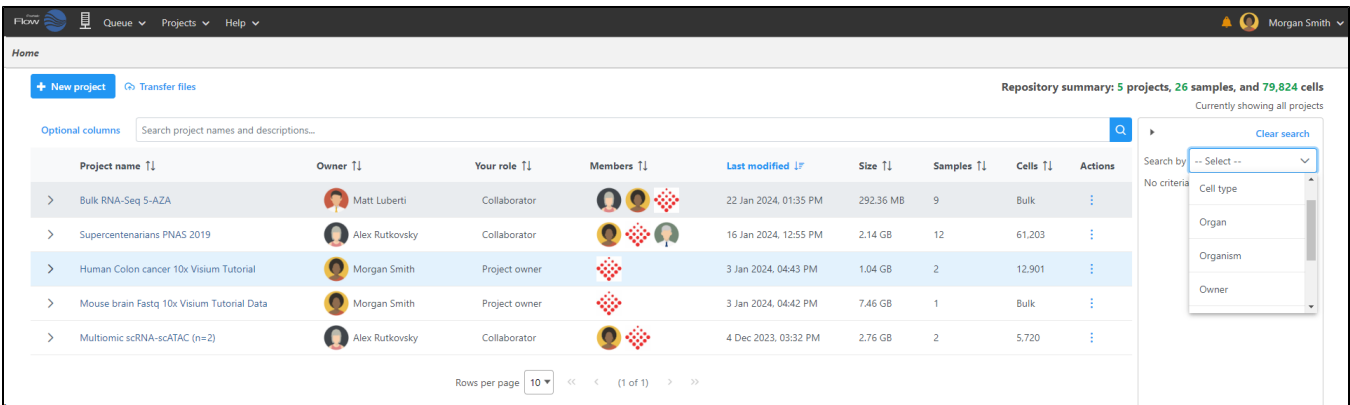 Flow Queue Projects Help Morgan Smith
Home
+ New project Transfer files Repository summary: 5 projects, 26 samples, and 79,824 cells
Currently showing all projects
Optional columns Search project names and descriptions... Clear search
Project name Owner Your role Members Last modified Size Samples Cells Actions Search by -- Select --
No criteria Cell type
Bulk RNA-Seq 5-AZA Matt Luberti Collaborator 22 Jan 2024, 01:35 PM 292.36 MB 9 Bulk
Organ
Supercentenarians PNAS 2019 Alex Rutkovsky Collaborator 16 Jan 2024, 12:55 PM 2.14 GB 12 61,203
Organism
Human Colon cancer 10x Visium Tutorial Morgan Smith Project owner 3 Jan 2024, 04:43 PM 1.04 GB 2 12,901
Owner
Mouse brain Fastq 10x Visium Tutorial Data Morgan Smith Project owner 3 Jan 2024, 04:42 PM 7.46 GB 1 Bulk
Multiomic scRNA-scATAC (n=2) Alex Rutkovsky Collaborator 4 Dec 2023, 03:32 PM 2.76 GB 2 5,720
Rows per page 10 (1 of 1)